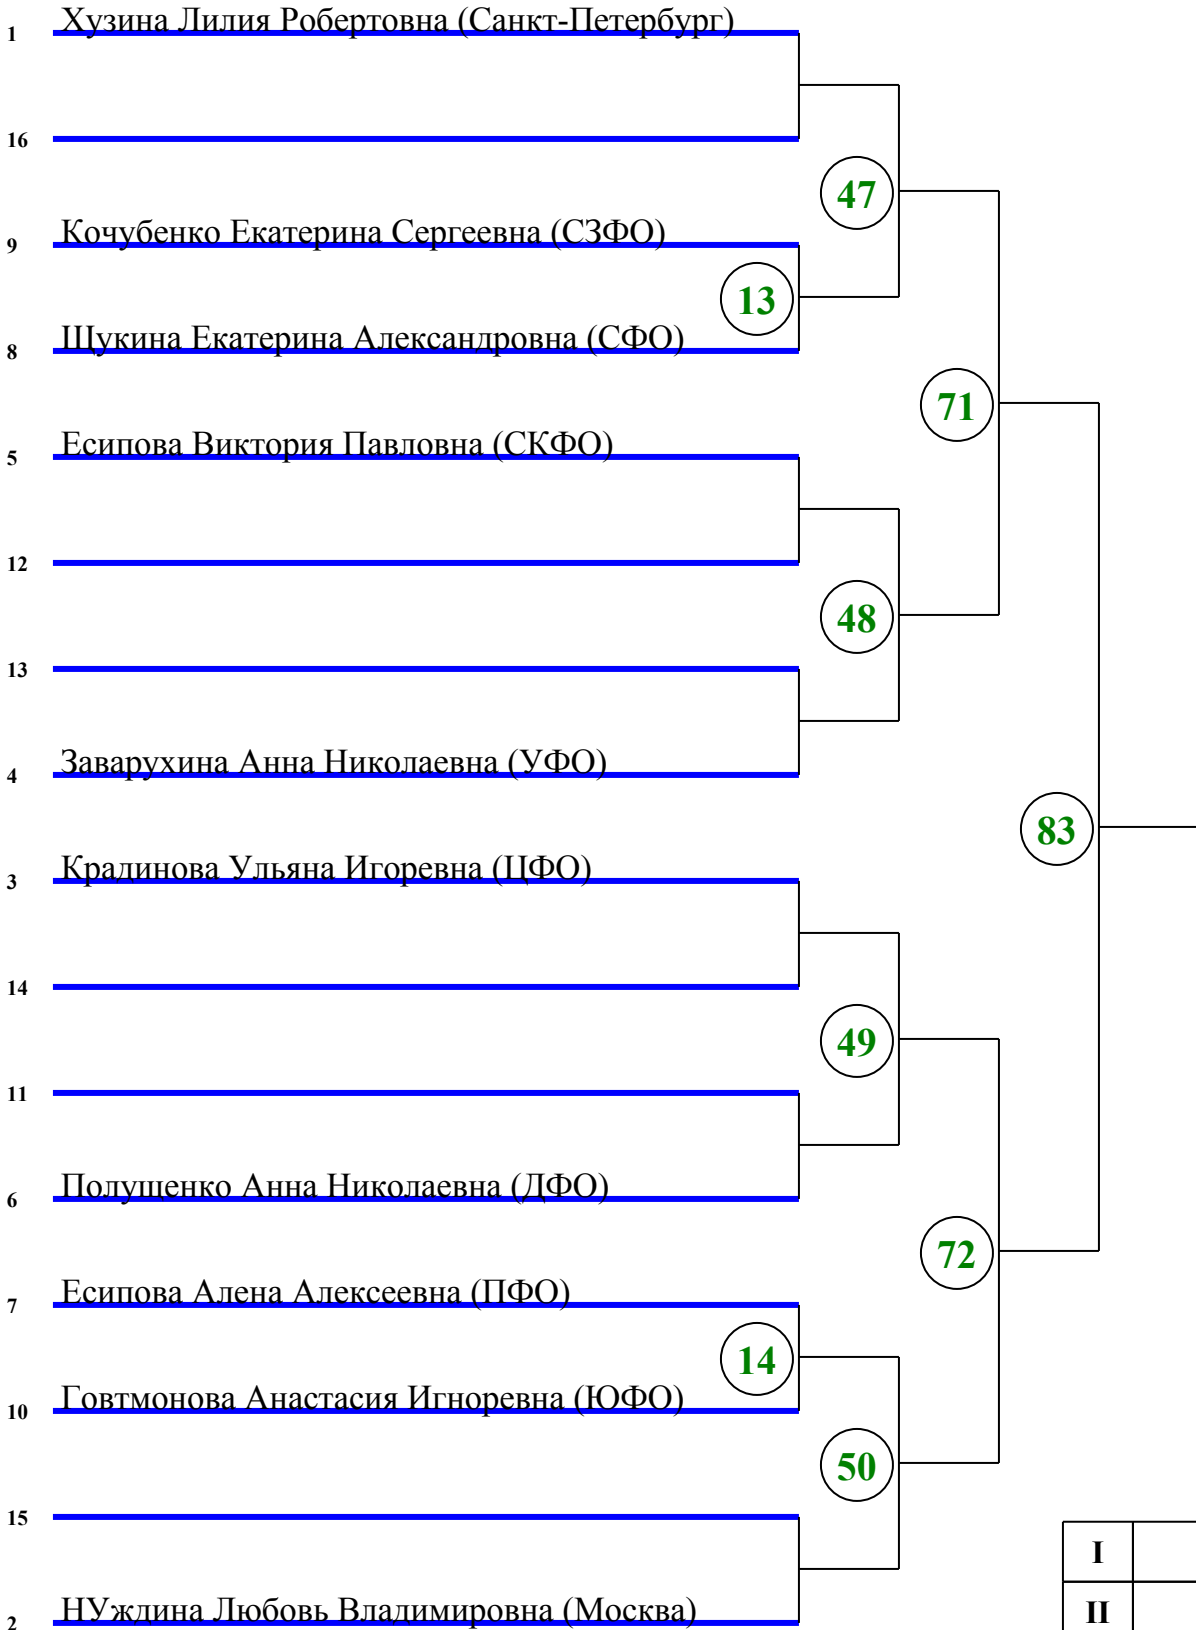 1 Хузина Лилия Робертовна (Санкт-Петербург)
16
47
9 Кочубенко Екатерина Сергеевна (СЗФО)
13
8 Щукина Екатерина Александровна (СФО)
71
5 Есипова Виктория Павловна (СКФО)
12
48
13
4 Заварухина Анна Николаевна (УФО)
83
3 Крадинова Ульяна Игоревна (ЦФО)
14
49
11
6 Полущенко Анна Николаевна (ДФО)
72
7 Есипова Алена Алексеевна (ПФО)
14
10 Говтмонова Анастасия Игноревна (ЮФО)
50
15
I
2 НУждина Любовь Владимировна (Москва)
II